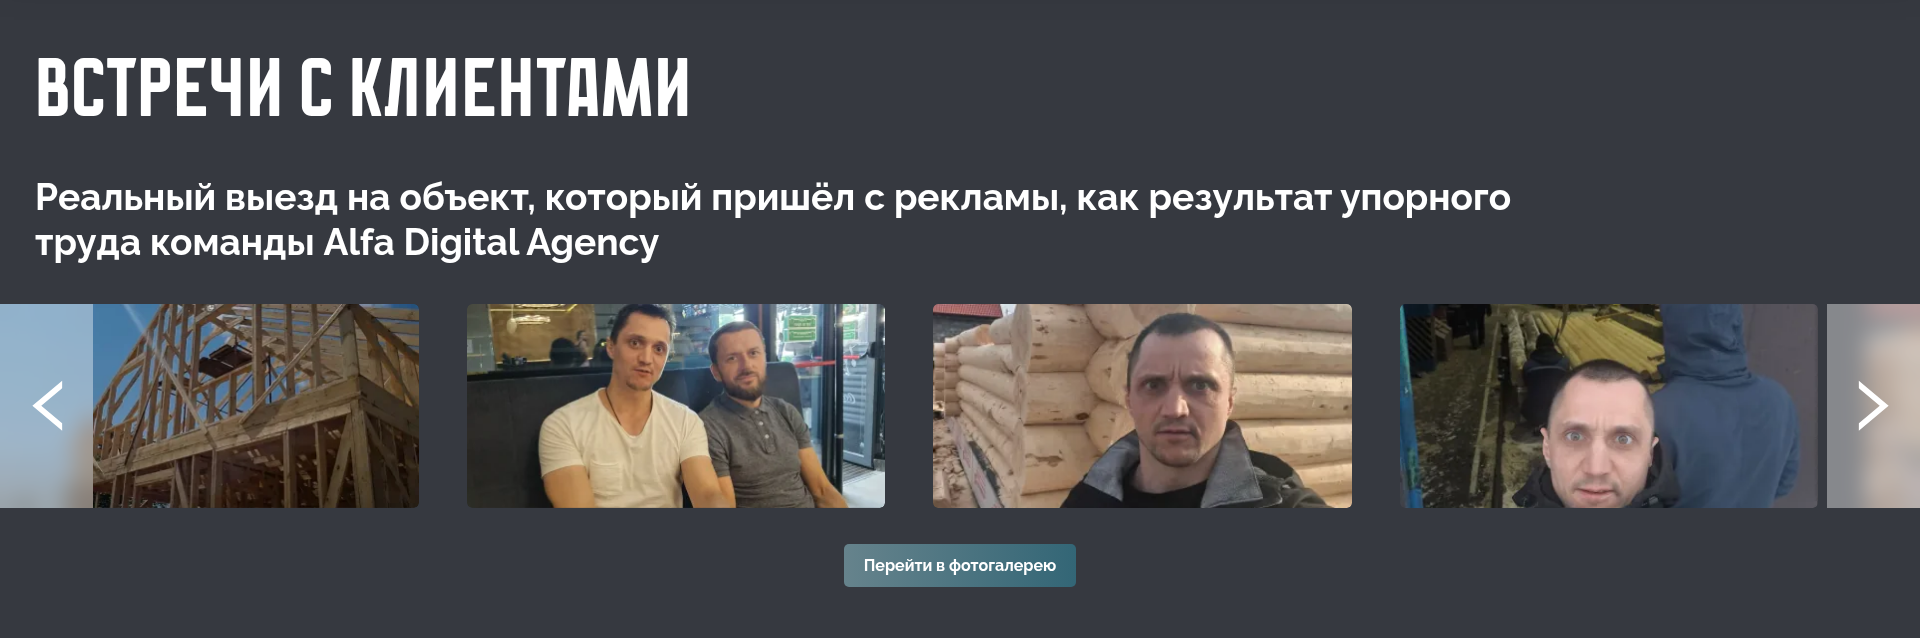 ВСТРЕЧИ С КЛИЕНТАМИ
Реальный выезд на объект, который пришёл с рекламы, как результат упорного
труда команды Alfa Digital Agency
Перейти в фотогалерею